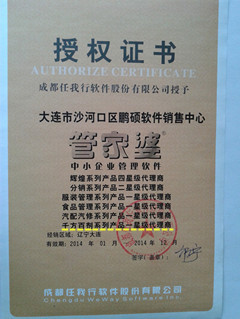 授权证书
AUTHORIZE CERTIFICATE
成都任我行软件股份有限公司授予
大连市沙河口区鹏硕软件销售中心
管家婆
中小企业管理软件
辉煌系列产品四星级代理商
分销系列产品二星级代理商
服装管理系列产品一星级代理商
食品管理系列产品一星级代理商
汽配汽修系列产品一星级代理商
千方百剂系列产品一星级代理商
经销区域：辽宁大连
有效期：2014 年 01 月 2014 年 12 月
签字（盖章）：
成都任我行软件股份有限公司
Chengdu WeWay Software Inc.